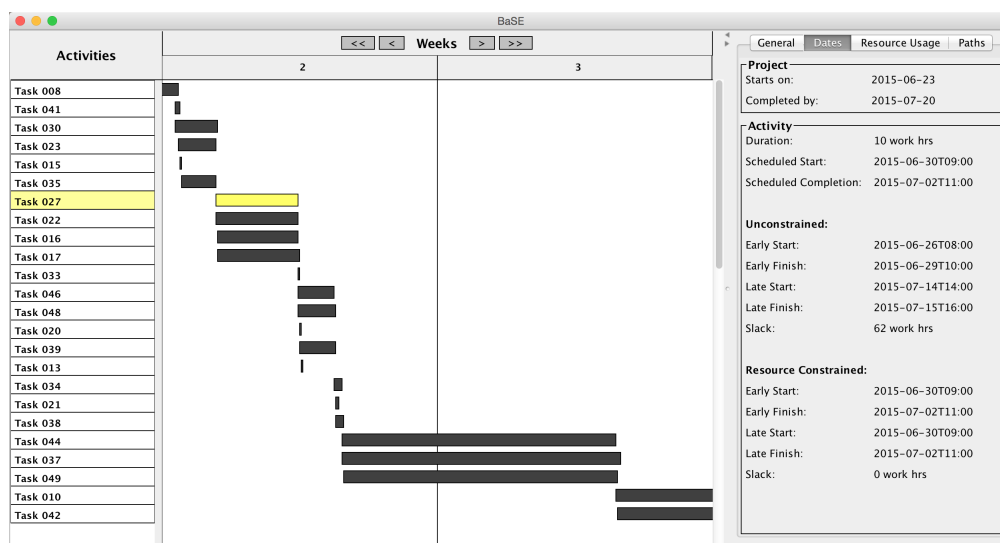 BaSE
Activities
<< < Weeks > >>
2 3
Task 008
Task 041
Task 030
Task 023
Task 015
Task 035
Task 027
Task 022
Task 016
Task 017
Task 033
Task 046
Task 048
Task 020
Task 039
Task 013
Task 034
Task 021
Task 038
Task 044
Task 037
Task 049
Task 010
Task 042
General Dates Resource Usage Paths
Project
Starts on: 2015-06-23
Completed by: 2015-07-20
Activity
Duration: 10 work hrs
Scheduled Start: 2015-06-30T09:00
Scheduled Completion: 2015-07-02T11:00
Unconstrained:
Early Start: 2015-06-26T08:00
Early Finish: 2015-06-29T10:00
Late Start: 2015-07-14T14:00
Late Finish: 2015-07-15T16:00
Slack: 62 work hrs
Resource Constrained:
Early Start: 2015-06-30T09:00
Early Finish: 2015-07-02T11:00
Late Start: 2015-06-30T09:00
Late Finish: 2015-07-02T11:00
Slack: 0 work hrs